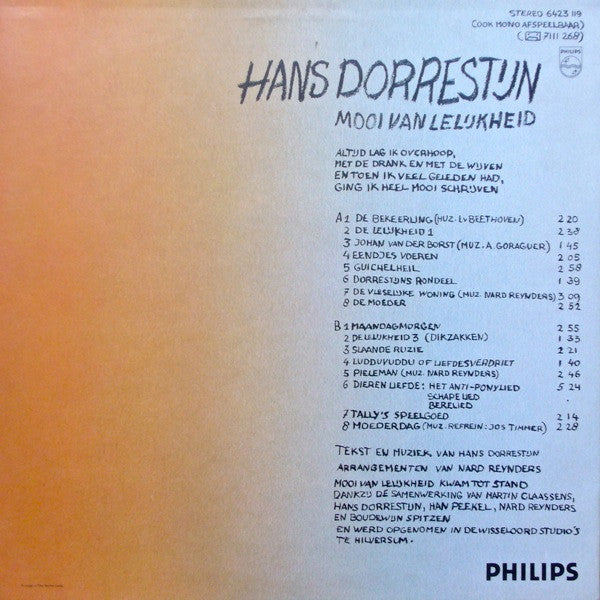 STEREO 6423 119
(OOK MONO AFSPEELBAAR)
( 7111 268)
PHILIPS
HANS DORRESTIJN
MOOI VAN LELIJKHEID
ALTIJD LAG IK OVERHOOP,
MET DE DRANK EN MET DE WIJVEN
EN TOEN IK VEEL GELEDEN HAD,
GING IK HEEL MOOI SCHRIJVEN
A1 DE BEKEERLING (MUZ. L.v BEETHOVEN) 2 20
2 DE LELIJKHEID 1 2 38
3 JOHAN VAN DER BORST (MUZ. A. GORAGUER) 1 45
4 EENDJES VOEREN 2 05
5 GUICHELHEIL 2 58
6 DORRESTIJNS RONDEEL 1 39
7 DE VLESELIJKE WONING (MUZ. NARD REYNDERS) 3 09
8 DE MOEDER 2 52
B1 MAANDAGMORGEN 2 55
2 DE LELIJKHEID 3 (DIKZAKKEN) 1 33
3 SLAANDE RUZIE 2 21
4 LUDDUVUDDU OF LIEFDESVERDRIET 1 40
5 PIELEMAN (MUZ. NARD REYNDERS) 2 46
6 DIEREN LIEFDE: HET ANTI-PONYLIED 5 24
SCHAPELIED
BERELIED
7 TALLY'S SPEELGOED 2 14
8 MOEDERDAG (MUZ. REFREIN: JOS TIMMER) 2 28
TEKST EN MUZIEK VAN HANS DORRESTIJN
ARRANGEMENTEN VAN NARD REYNDERS
MOOI VAN LELIJKHEID KWAM TOT STAND
DANKZIJ DE SAMENWERKING VAN MARTIN CLAASSENS,
HANS DORRESTIJN, HAN PEEKEL, NARD REYNDERS
EN BOUDEWIJN SPITZEN
EN WERD OPGENOMEN IN DE WISSELOORD STUDIO'S
TE HILVERSUM.
PHILIPS